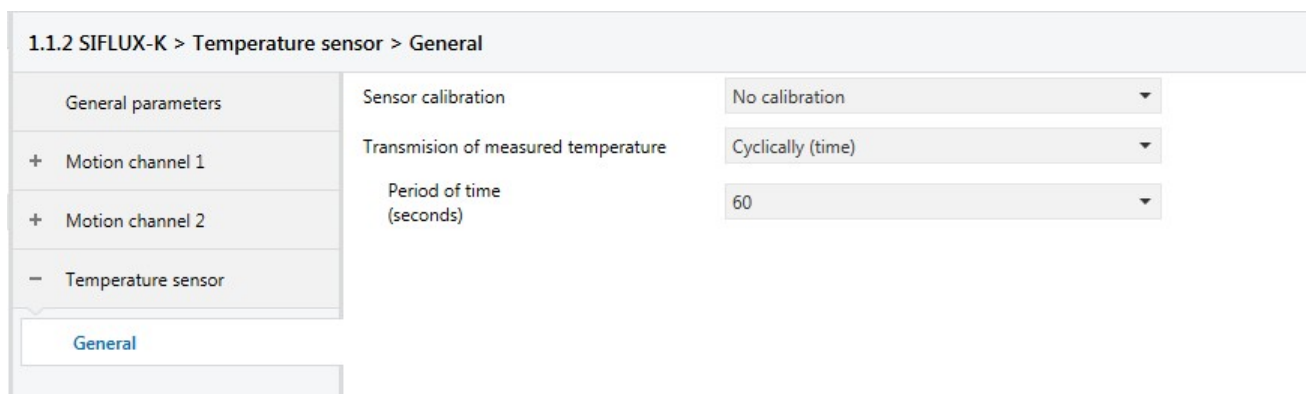 1.1.2 SIFLUX-K > Temperature sensor > General
General parameters
+ Motion channel 1
+ Motion channel 2
− Temperature sensor
General
Sensor calibration No calibration
Transmision of measured temperature Cyclically (time)
Period of time
(seconds) 60